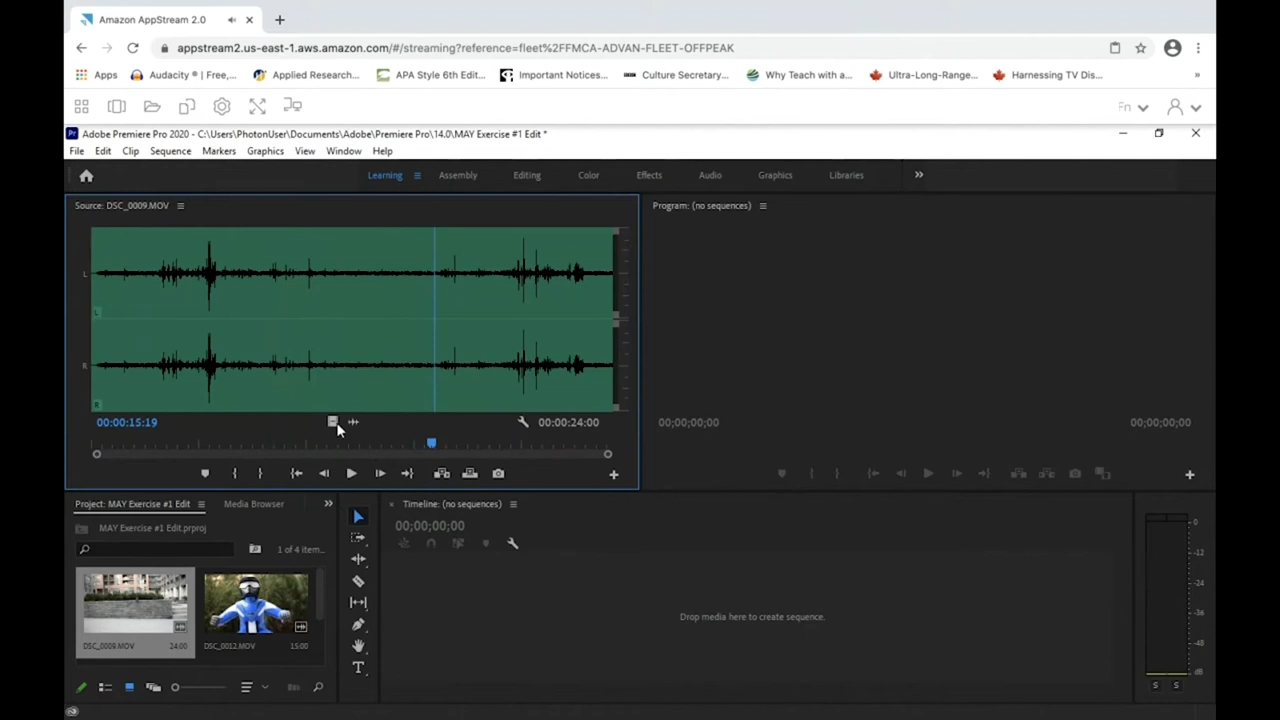 Amazon AppStream 2.0
appstream2.us-east-1.aws.amazon.com/#/streaming?reference=fleet%2FFMCA-ADVAN-FLEET-OFFPEAK
Apps Audacity ® | Free,... Applied Research... APA Style 6th Edit... Important Notices... Culture Secretary... Why Teach with a... Ultra-Long-Range... Harnessing TV Dis... »
Fn
Pr Adobe Premiere Pro 2020 - C:\Users\PhotonUser\Documents\Adobe\Premiere Pro\14.0\MAY Exercise #1 Edit *
File Edit Clip Sequence Markers Graphics View Window Help
Learning Assembly Editing Color Effects Audio Graphics Libraries »
Source: DSC_0009.MOV Program: (no sequences)
L
L
R
R
00:00:15:19 00:00:24:00 00;00;00;00 00;00;00;00
Project: MAY Exercise #1 Edit Media Browser » × Timeline: (no sequences)
MAY Exercise #1 Edit.prproj 00;00;00;00
1 of 4 item...
Drop media here to create sequence.
DSC_0009.MOV 24:00 DSC_0012.MOV 15:00
T
0
-12
-24
-36
-48
dB
S S